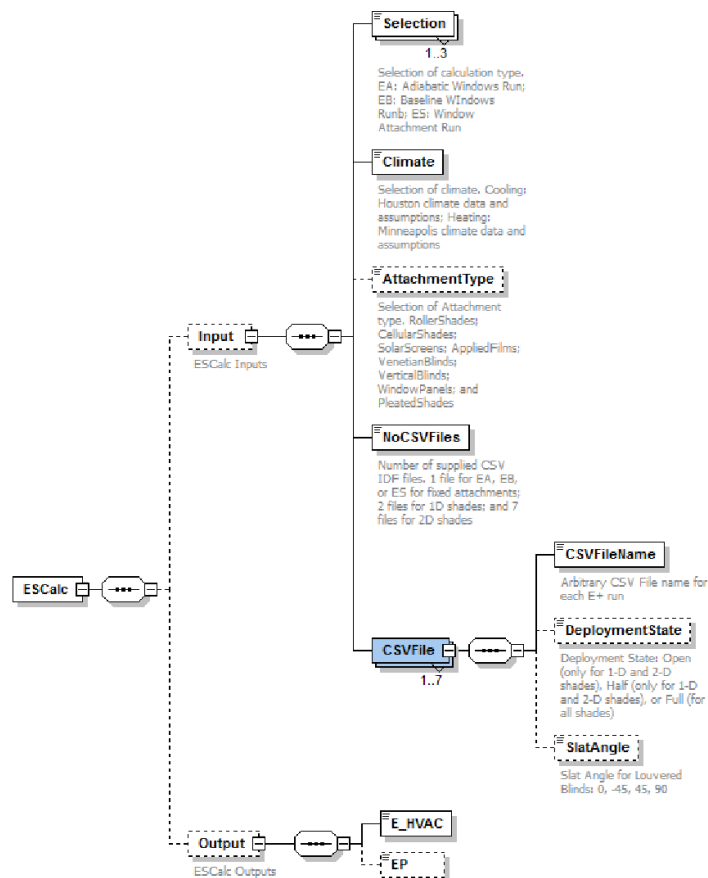 Selection
1..3
Selection of calculation type.
EA: Adiabatic Windows Run;
EB: Baseline WIndows
Runb; ES: Window
Attachment Run
Climate
Selection of climate. Cooling:
Houston climate data and
assumptions; Heating:
Minneapolis climate data and
assumptions
AttachmentType
Selection of Attachment
type. RollerShades;
CellularShades;
SolarScreens; AppliedFilms;
VenetianBlinds;
VerticalBlinds;
WindowPanels; and
PleatedShades
Input
ESCalc Inputs
NoCSVFiles
Number of supplied CSV
IDF files. 1 file for EA, EB,
or ES for fixed attachments;
2 files for 1D shades; and 7
files for 2D shades
CSVFileName
Arbitrary CSV File name for
each E+ run
ESCalc
DeploymentState
Deployment State: Open
(only for 1-D and 2-D
shades), Half (only for 1-D
and 2-D shades), or Full (for
all shades)
CSVFile
1..7
SlatAngle
Slat Angle for Louvered
Blinds: 0, -45, 45, 90
Output
ESCalc Outputs
E_HVAC
EP